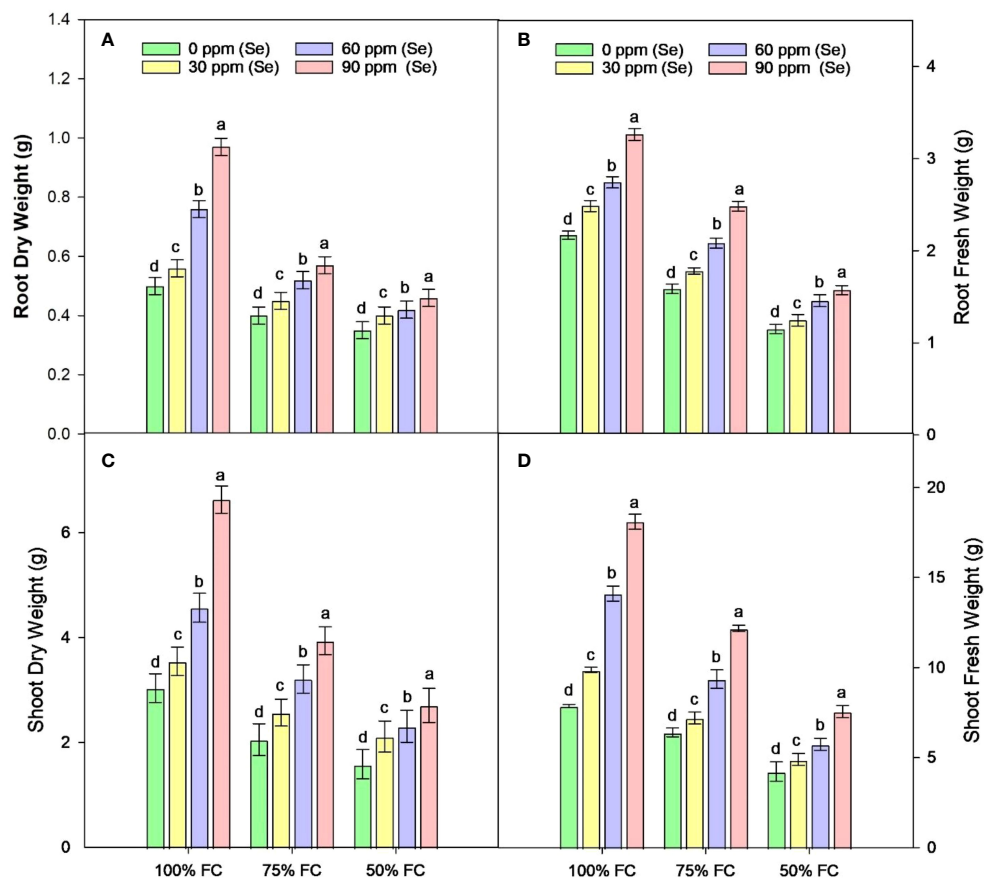 A
0 ppm (Se) 60 ppm (Se)
30 ppm (Se) 90 ppm (Se)
Root Dry Weight (g)
1.4
1.2
1.0
0.8
0.6
0.4
0.2
0.0
d c b a
d c b a
d c b a
B
0 ppm (Se) 60 ppm (Se)
30 ppm (Se) 90 ppm (Se)
Root Fresh Weight (g)
4
3
2
1
0
d c b a
d c b a
d c b a
C
Shoot Dry Weight (g)
6
4
2
0
d c b a
d c b a
d c b a
100% FC 75% FC 50% FC
D
Shoot Fresh Weight (g)
20
15
10
5
0
d c b a
d c b a
d c b a
100% FC 75% FC 50% FC